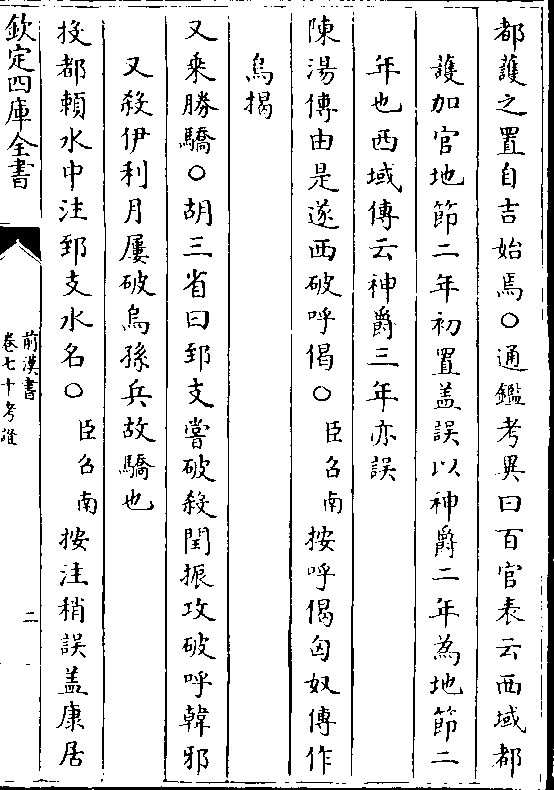 都護之置自吉始焉○通鑑考異曰百官表云西域都
護加官地節二年初置盖誤以神爵二年為地節二
年也西域傳云神爵三年亦誤
陳湯傳由是遂西破呼偈○臣召南按呼偈匈奴傳作
烏揭
又乗勝驕○胡三省曰郅支嘗破殺閏振攻破呼韓邪
又殺伊利月屢破烏孫兵故驕也
投都頼水中注郅支水名○臣召南按注稍誤盖康居
欽定四庫全書
前漢書
卷七十考證
二